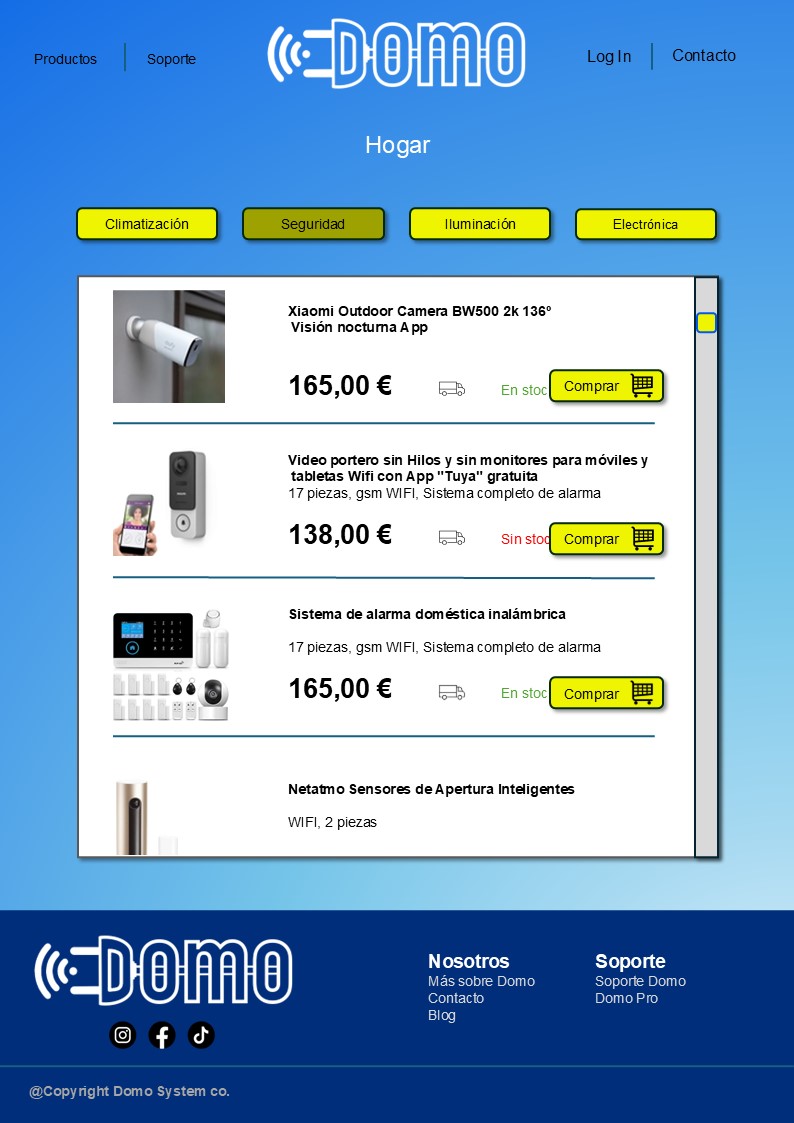 Productos
Soporte
DOMO
Log In
Contacto
Hogar
Climatización
Seguridad
Iluminación
Electrónica
Xiaomi Outdoor Camera BW500 2k 136º
Visión nocturna App
165,00 €
En stoc
Comprar
Video portero sin Hilos y sin monitores para móviles y
tabletas Wifi con App "Tuya" gratuita
17 piezas, gsm WIFI, Sistema completo de alarma
138,00 €
Sin stoc
Comprar
Sistema de alarma doméstica inalámbrica
17 piezas, gsm WIFI, Sistema completo de alarma
165,00 €
En stoc
Comprar
Netatmo Sensores de Apertura Inteligentes
WIFI, 2 piezas
DOMO
Nosotros
Más sobre Domo
Contacto
Blog
Soporte
Soporte Domo
Domo Pro
@Copyright Domo System co.